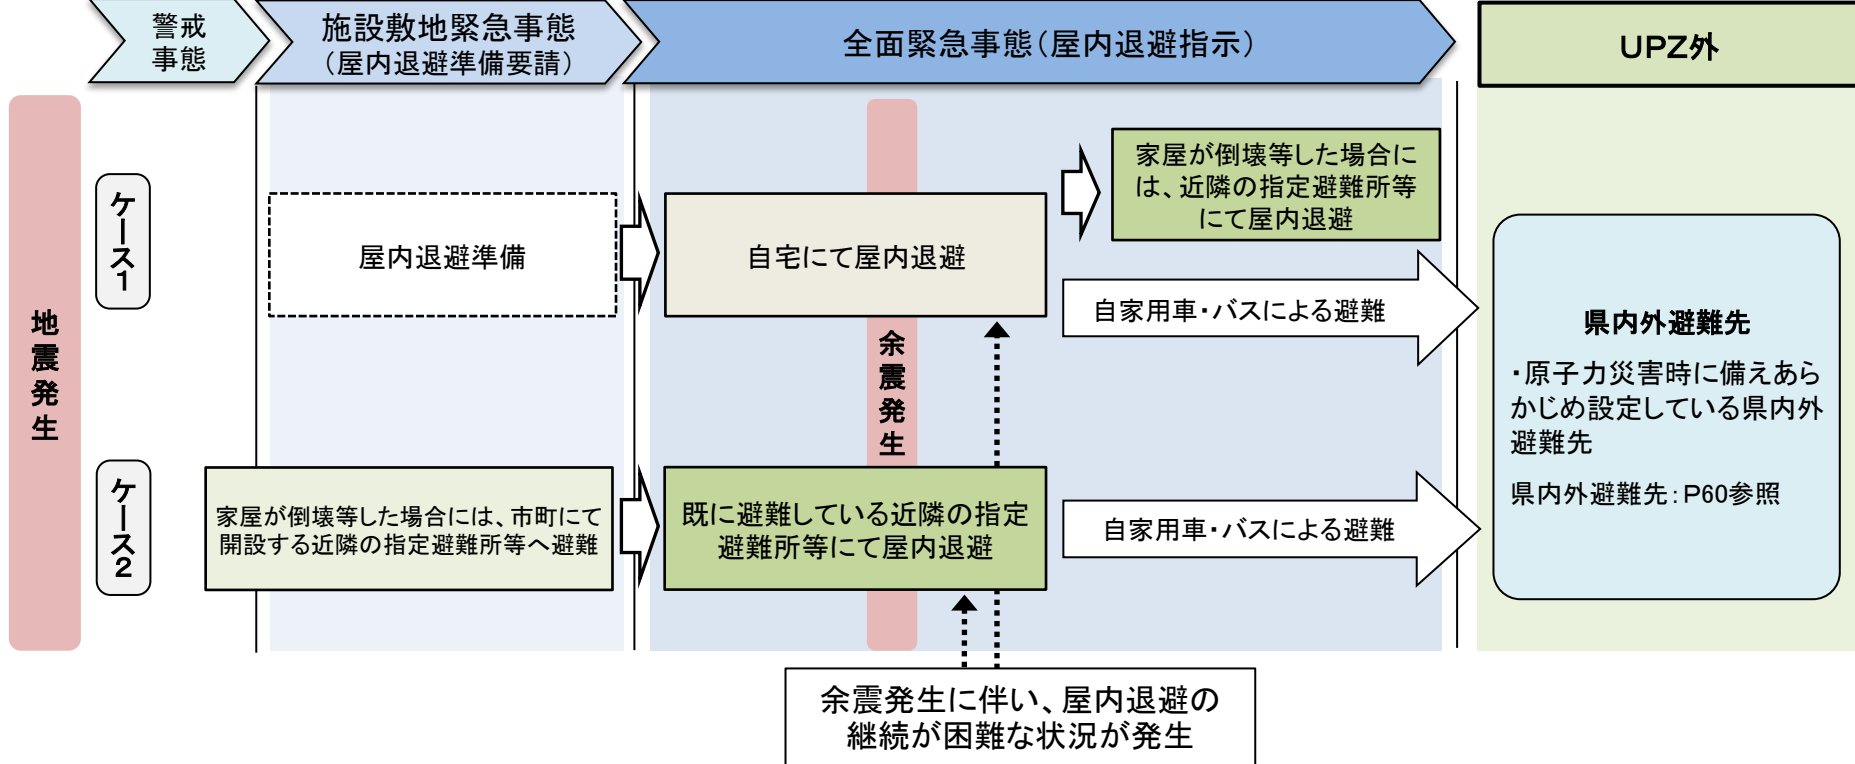 警戒
事態
施設敷地緊急事態
（屋内退避準備要請）
全面緊急事態（屋内退避指示）
UPZ外
地震発生
ケース1
屋内退避準備
自宅にて屋内退避
家屋が倒壊等した場合に
は、近隣の指定避難所等
にて屋内退避
自家用車・バスによる避難
余震発生
県内外避難先
・原子力災害時に備えあら
かじめ設定している県内外
避難先
県内外避難先：P60参照
ケース2
家屋が倒壊等した場合には、市町にて
開設する近隣の指定避難所等へ避難
既に避難している近隣の指定
避難所等にて屋内退避
自家用車・バスによる避難
余震発生に伴い、屋内退避の
継続が困難な状況が発生